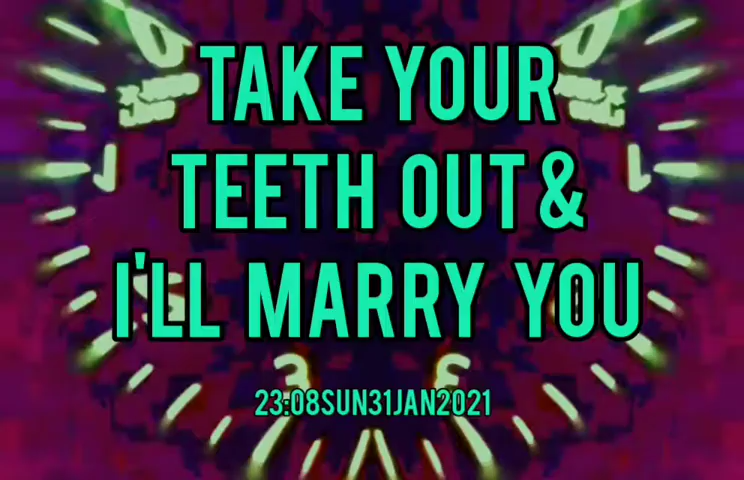 TAKE YOUR
TEETH OUT &
I'LL MARRY YOU
23:08SUN31JAN2021